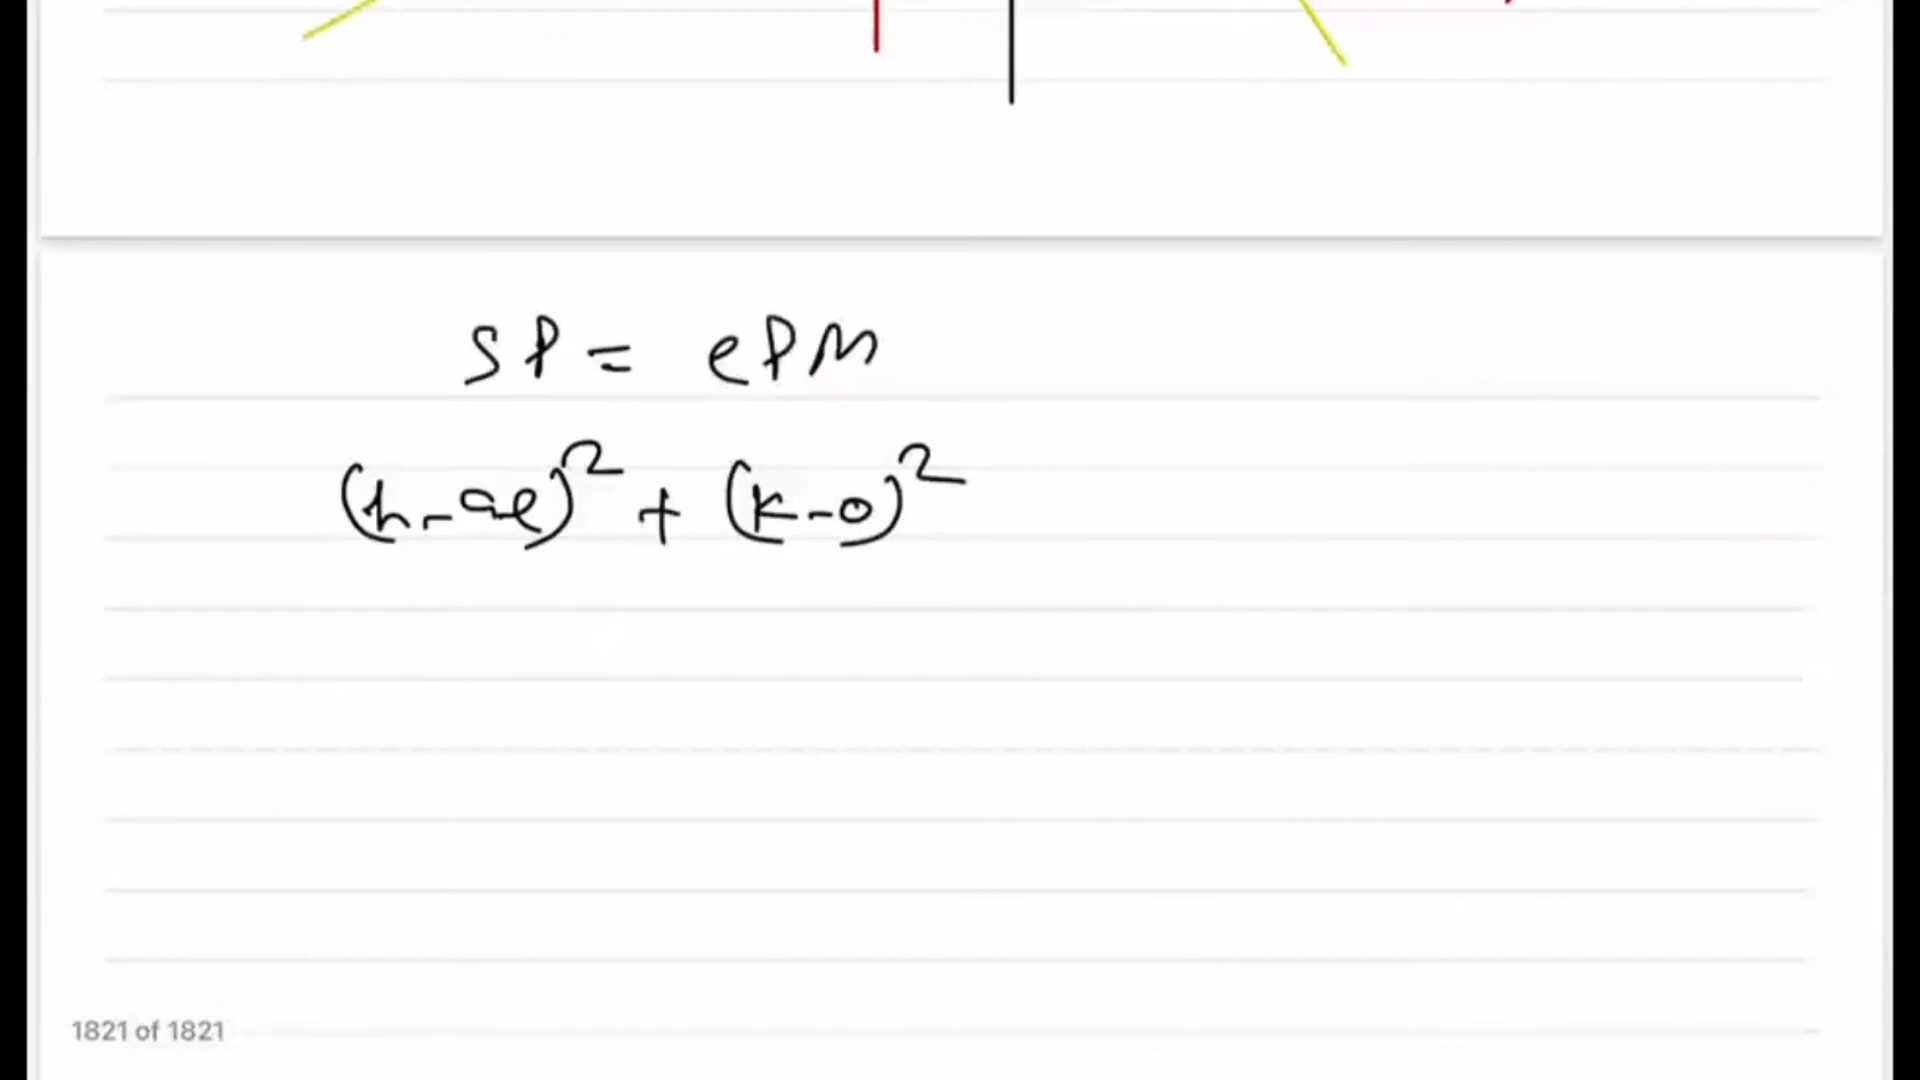 SP = ePM
(h-ae)² + (k-0)²
1821 of 1821